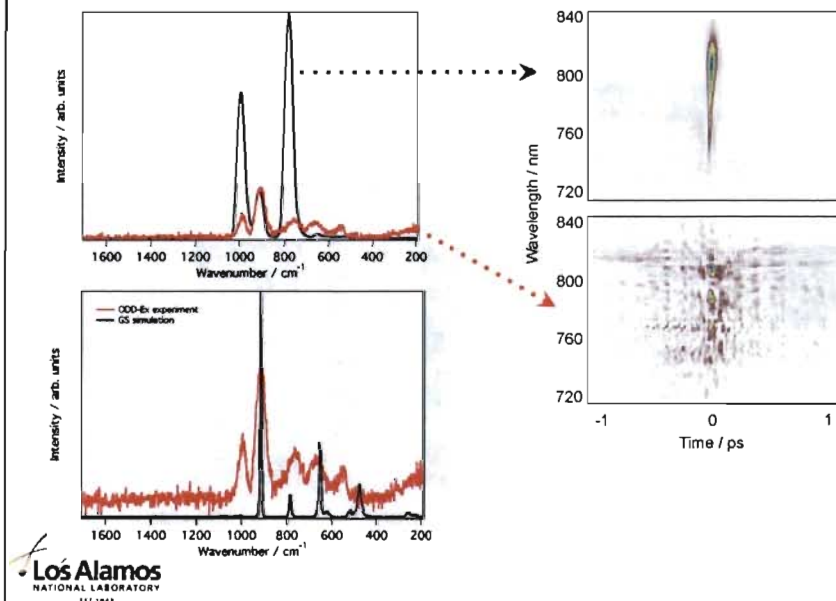 Intensity / arb. units
1600 1400 1200 1000 800 600 400 200
Wavenumber / cm-1
ODD-Ex experiment
GS simulation
Intensity / arb. units
1600 1400 1200 1000 800 600 400 200
Wavenumber / cm-1
840
800
760
720
840
800
760
720
Wavelength / nm
-1 0 1
Time / ps
Los Alamos
NATIONAL LABORATORY